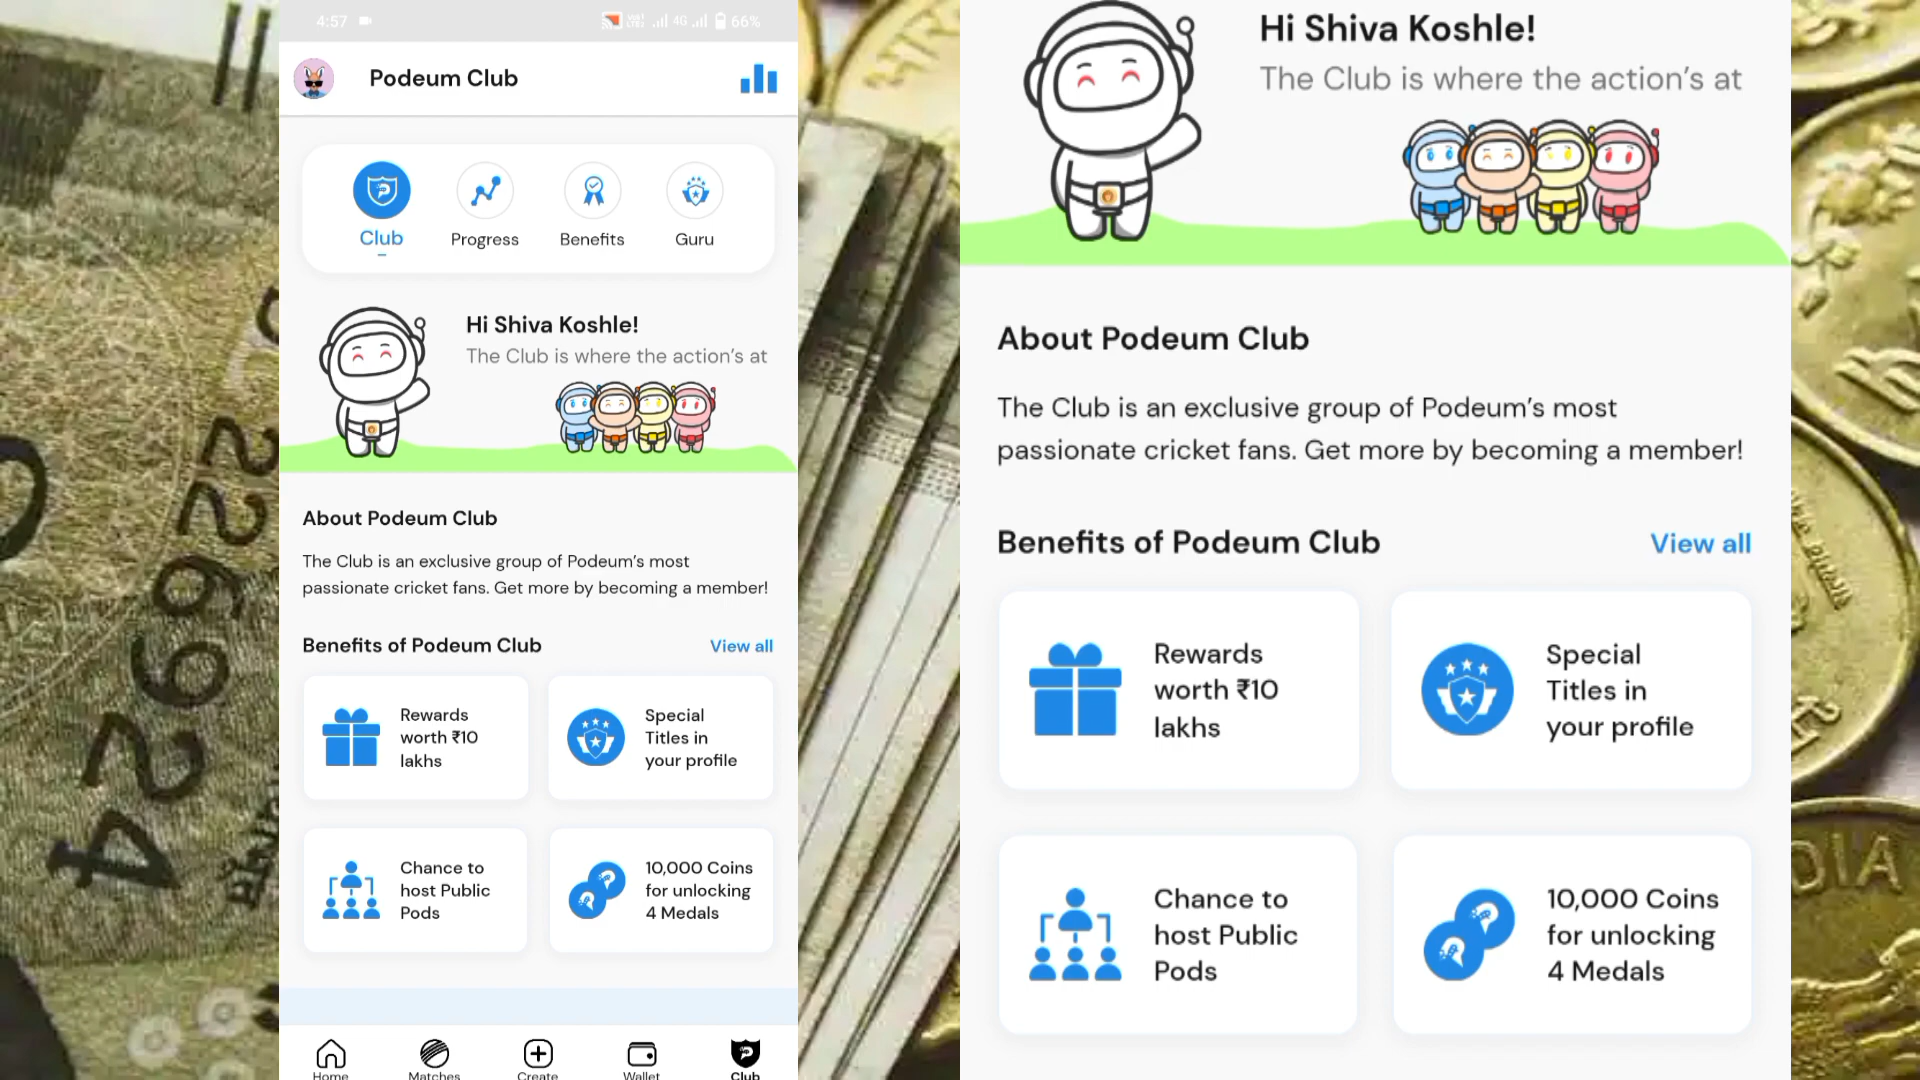 4:57
4G
66%
Podeum Club
Club
Progress
Benefits
Guru
Hi Shiva Koshle!
The Club is where the action's at
About Podeum Club
The Club is an exclusive group of Podeum's most
passionate cricket fans. Get more by becoming a member!
Benefits of Podeum Club
View all
Rewards
worth ₹10
lakhs
Special
Titles in
your profile
Chance to
host Public
Pods
10,000 Coins
for unlocking
4 Medals
Home
Matches
Create
Wallet
Club
Hi Shiva Koshle!
The Club is where the action's at
About Podeum Club
The Club is an exclusive group of Podeum's most
passionate cricket fans. Get more by becoming a member!
Benefits of Podeum Club
View all
Rewards
worth ₹10
lakhs
Special
Titles in
your profile
Chance to
host Public
Pods
10,000 Coins
for unlocking
4 Medals